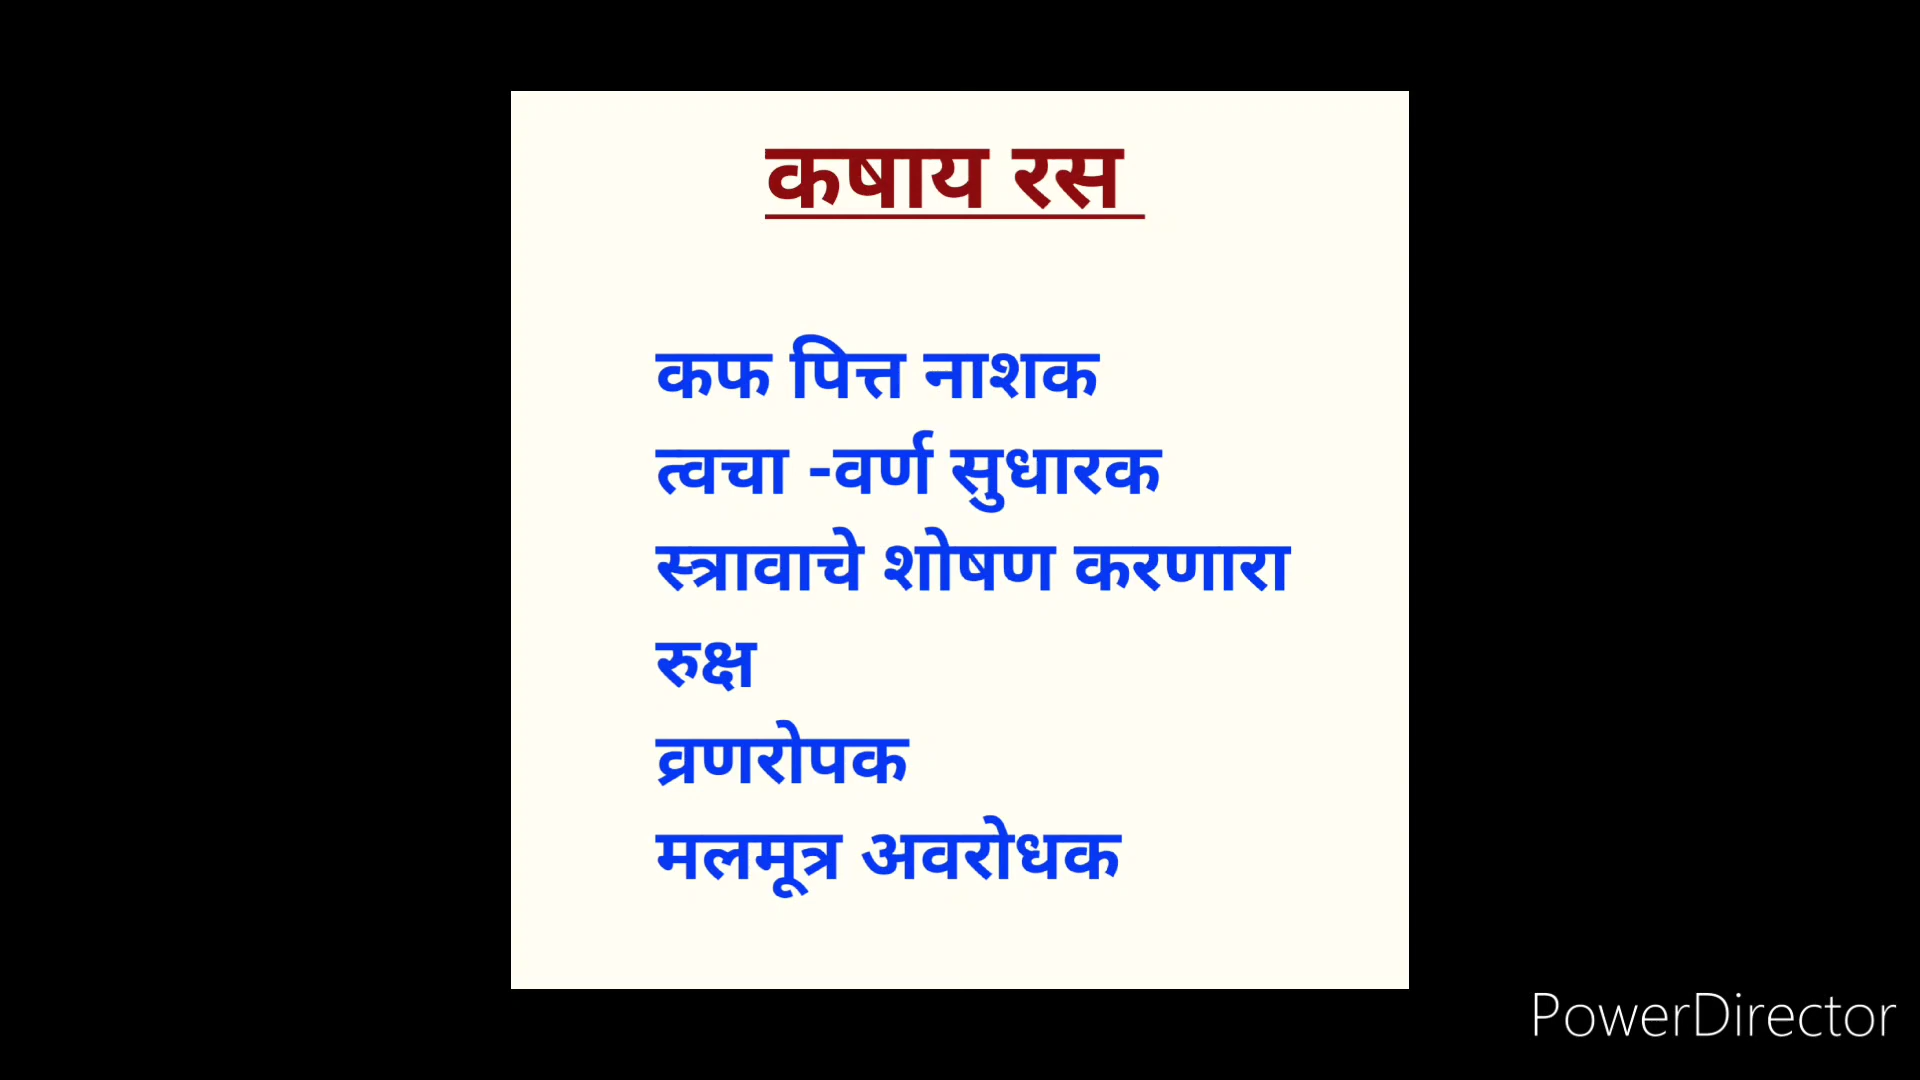 कषाय रस
कफ पित्त नाशक
त्वचा -वर्ण सुधारक
स्त्रावाचे शोषण करणारा
रुक्ष
व्रणरोपक
मलमूत्र अवरोधक
PowerDirector